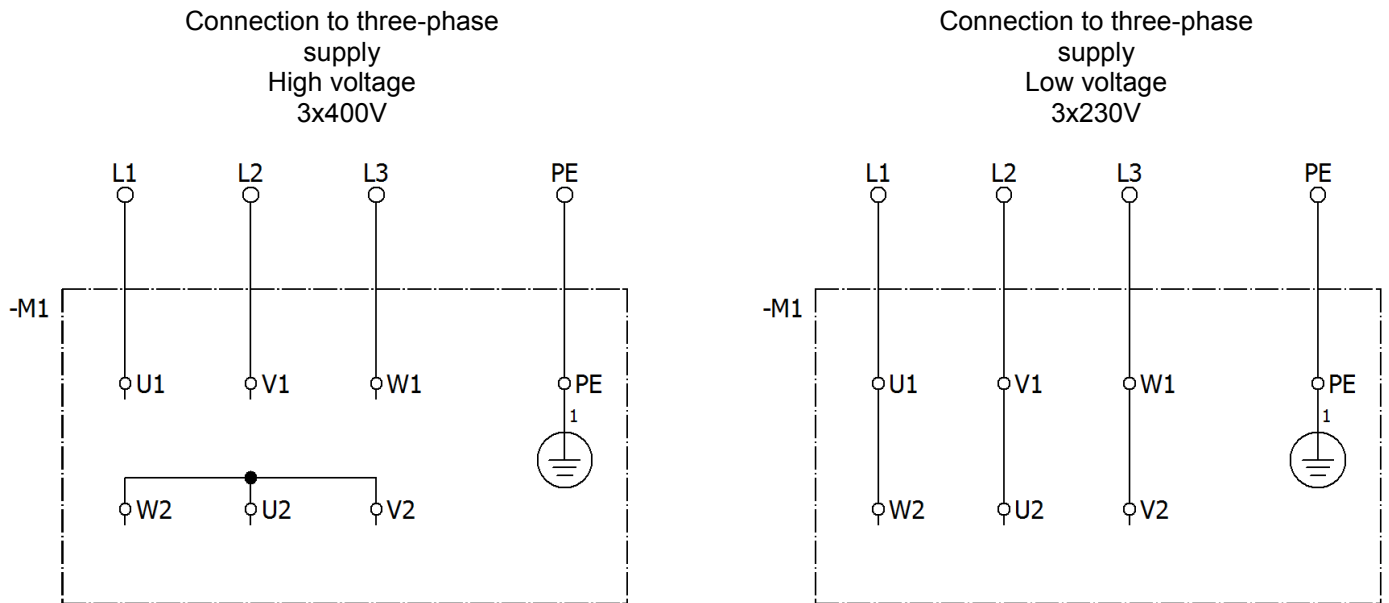 Connection to three-phase
supply
High voltage
3x400V
L1 L2 L3 PE
-M1
U1 V1 W1 PE
1
W2 U2 V2
Connection to three-phase
supply
Low voltage
3x230V
L1 L2 L3 PE
-M1
U1 V1 W1 PE
1
W2 U2 V2